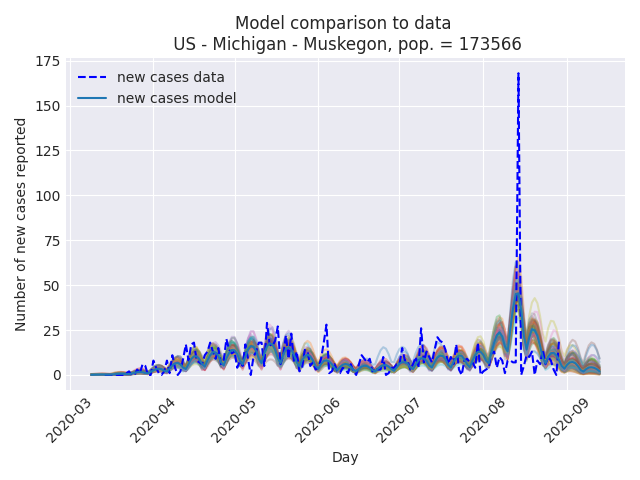 Model comparison to data
US - Michigan - Muskegon, pop. = 173566
new cases data
new cases model
Number of new cases reported
175
150
125
100
75
50
25
0
2020-03
2020-04
2020-05
2020-06
2020-07
2020-08
2020-09
Day